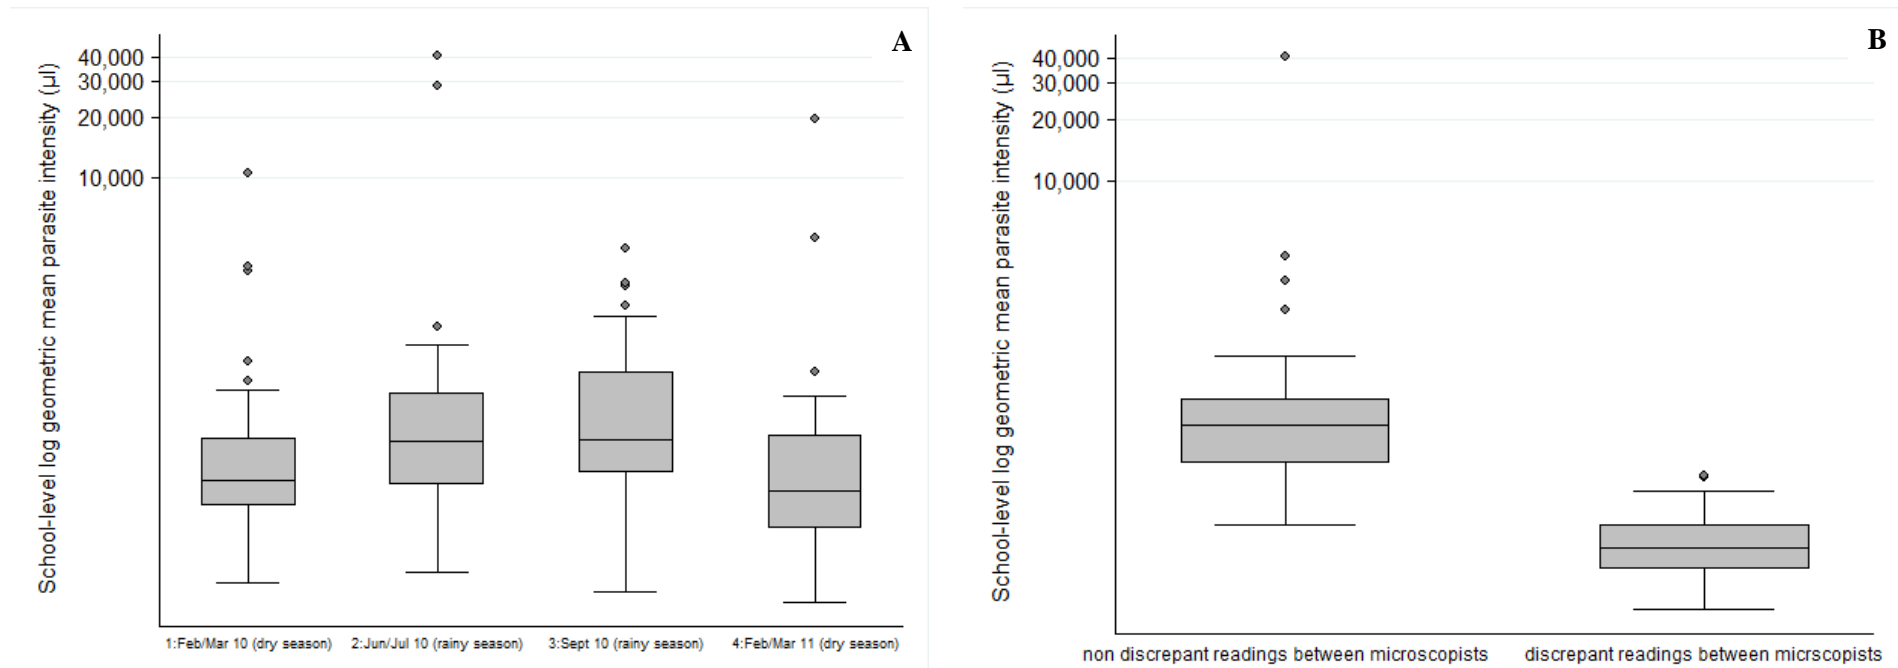 A
School-level log geometric mean parasite intensity (µl)
40,000
30,000
20,000
10,000
1:Feb/Mar 10 (dry season) 2:Jun/Jul 10 (rainy season) 3:Sept 10 (rainy season) 4:Feb/Mar 11 (dry season)
B
School-level log geometric mean parasite intensity (µl)
40,000
30,000
20,000
10,000
non discrepant readings between microscopists discrepant readings between micrscopists